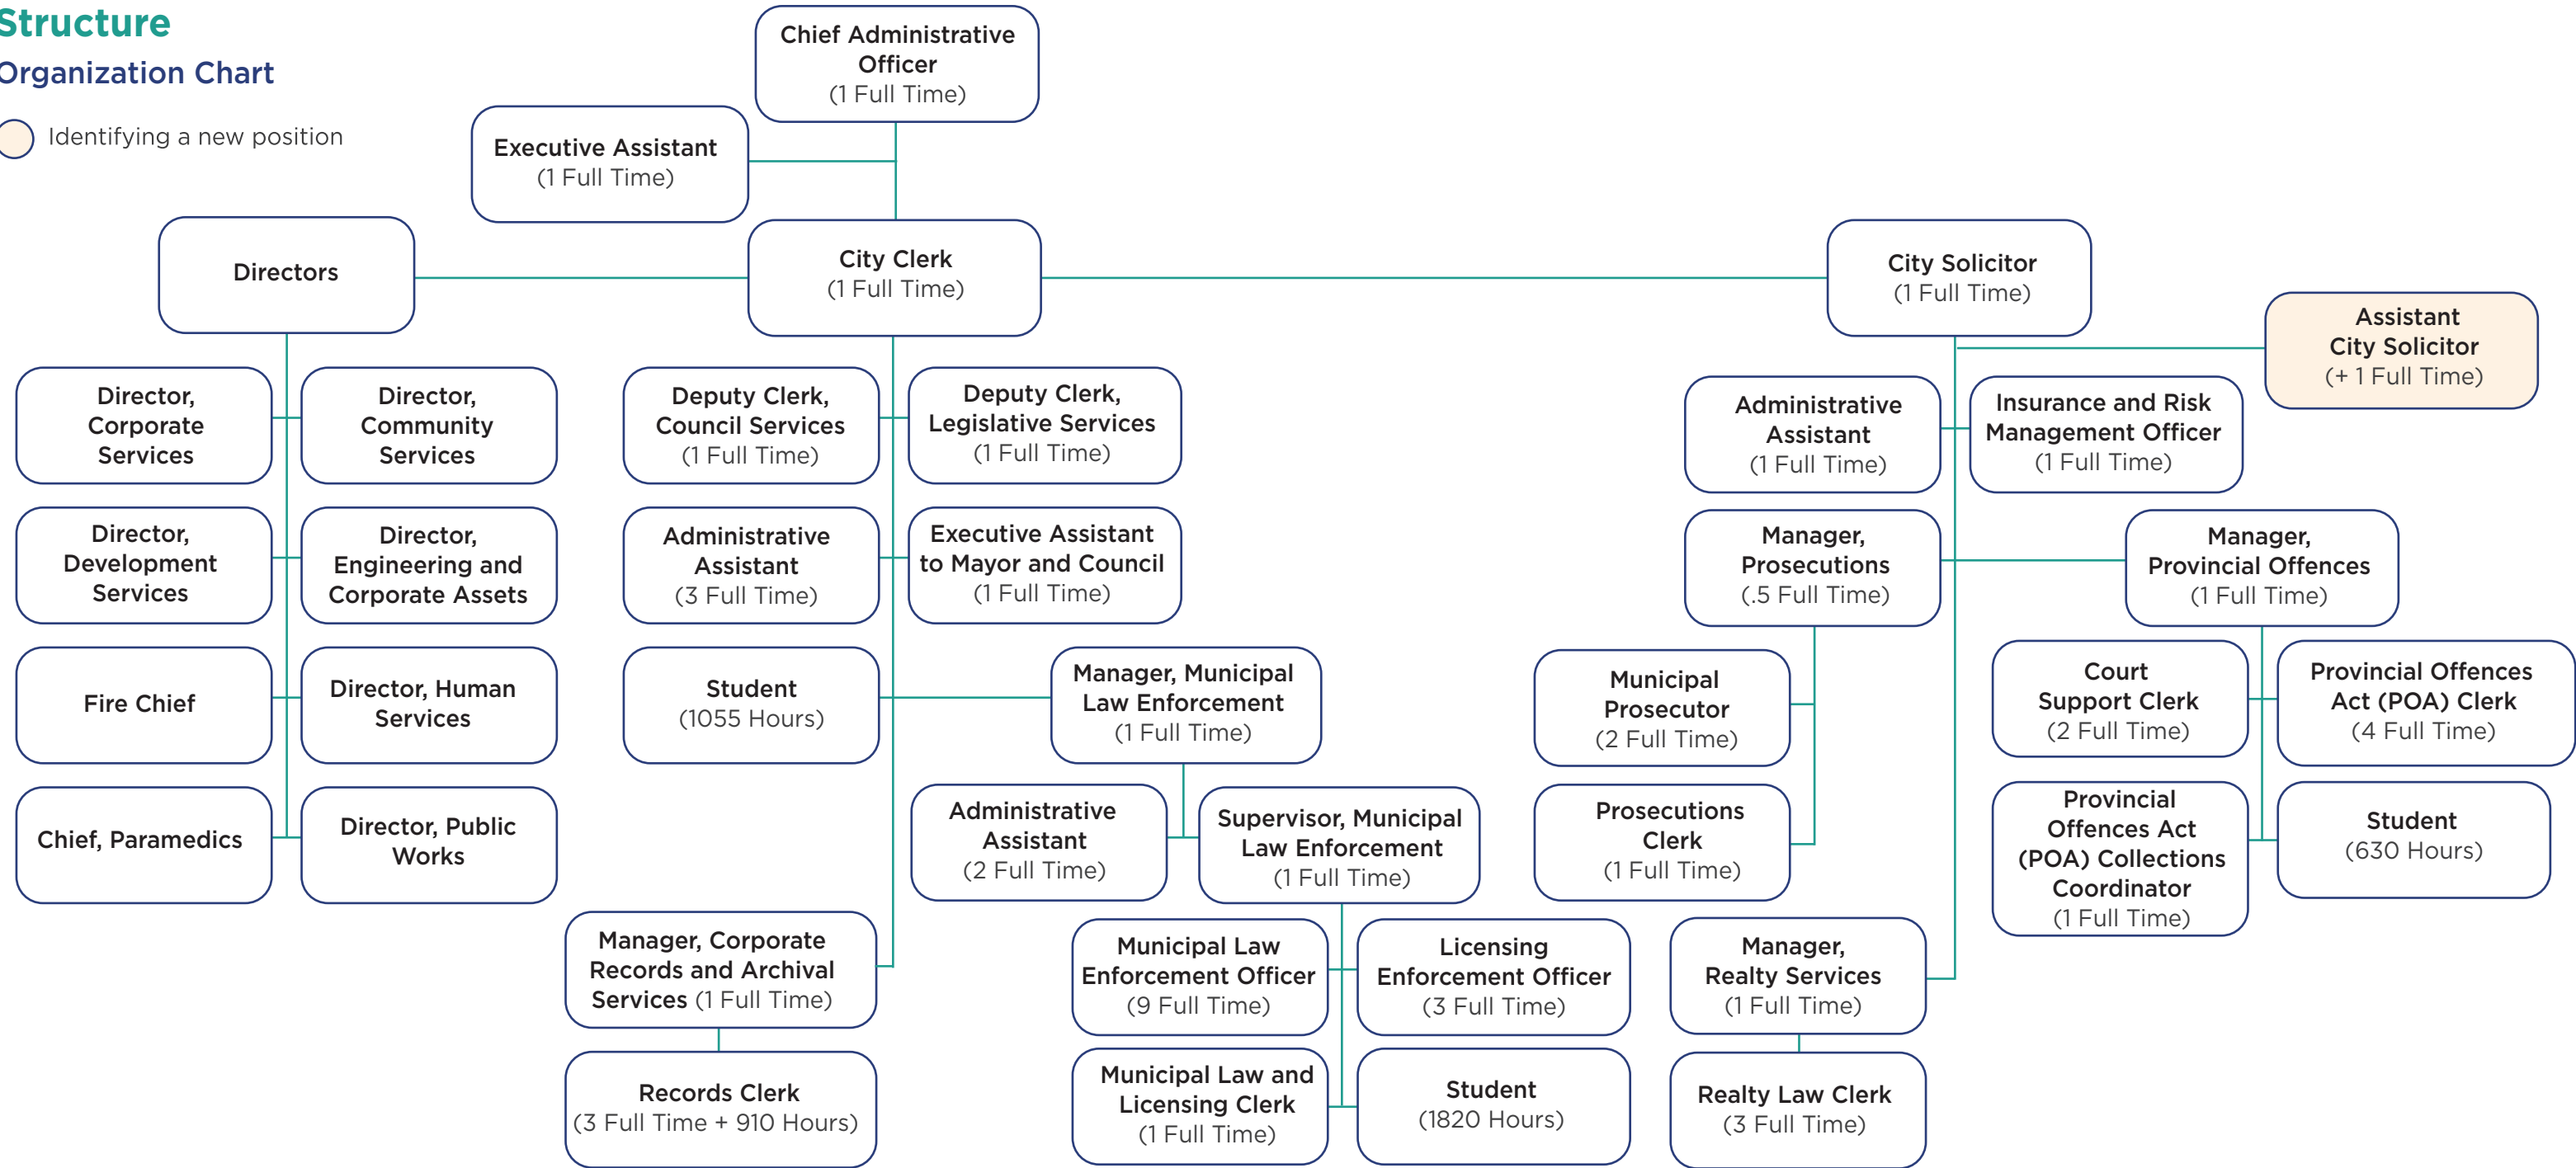 Structure
Organization Chart
Identifying a new position
Chief Administrative
Officer
(1 Full Time)
Executive Assistant
(1 Full Time)
Directors
City Clerk
(1 Full Time)
City Solicitor
(1 Full Time)
Assistant
City Solicitor
(+ 1 Full Time)
Director,
Corporate
Services
Director,
Community
Services
Director,
Development
Services
Director,
Engineering and
Corporate Assets
Fire Chief
Director, Human
Services
Chief, Paramedics
Director, Public
Works
Deputy Clerk,
Council Services
(1 Full Time)
Deputy Clerk,
Legislative Services
(1 Full Time)
Administrative
Assistant
(3 Full Time)
Executive Assistant
to Mayor and Council
(1 Full Time)
Student
(1055 Hours)
Manager, Municipal
Law Enforcement
(1 Full Time)
Administrative
Assistant
(2 Full Time)
Supervisor, Municipal
Law Enforcement
(1 Full Time)
Municipal Law
Enforcement Officer
(9 Full Time)
Licensing
Enforcement Officer
(3 Full Time)
Municipal Law and
Licensing Clerk
(1 Full Time)
Student
(1820 Hours)
Manager, Corporate
Records and Archival
Services (1 Full Time)
Records Clerk
(3 Full Time + 910 Hours)
Administrative
Assistant
(1 Full Time)
Insurance and Risk
Management Officer
(1 Full Time)
Manager,
Prosecutions
(.5 Full Time)
Manager,
Provincial Offences
(1 Full Time)
Municipal
Prosecutor
(2 Full Time)
Prosecutions
Clerk
(1 Full Time)
Court
Support Clerk
(2 Full Time)
Provincial Offences
Act (POA) Clerk
(4 Full Time)
Provincial
Offences Act
(POA) Collections
Coordinator
(1 Full Time)
Student
(630 Hours)
Manager,
Realty Services
(1 Full Time)
Realty Law Clerk
(3 Full Time)